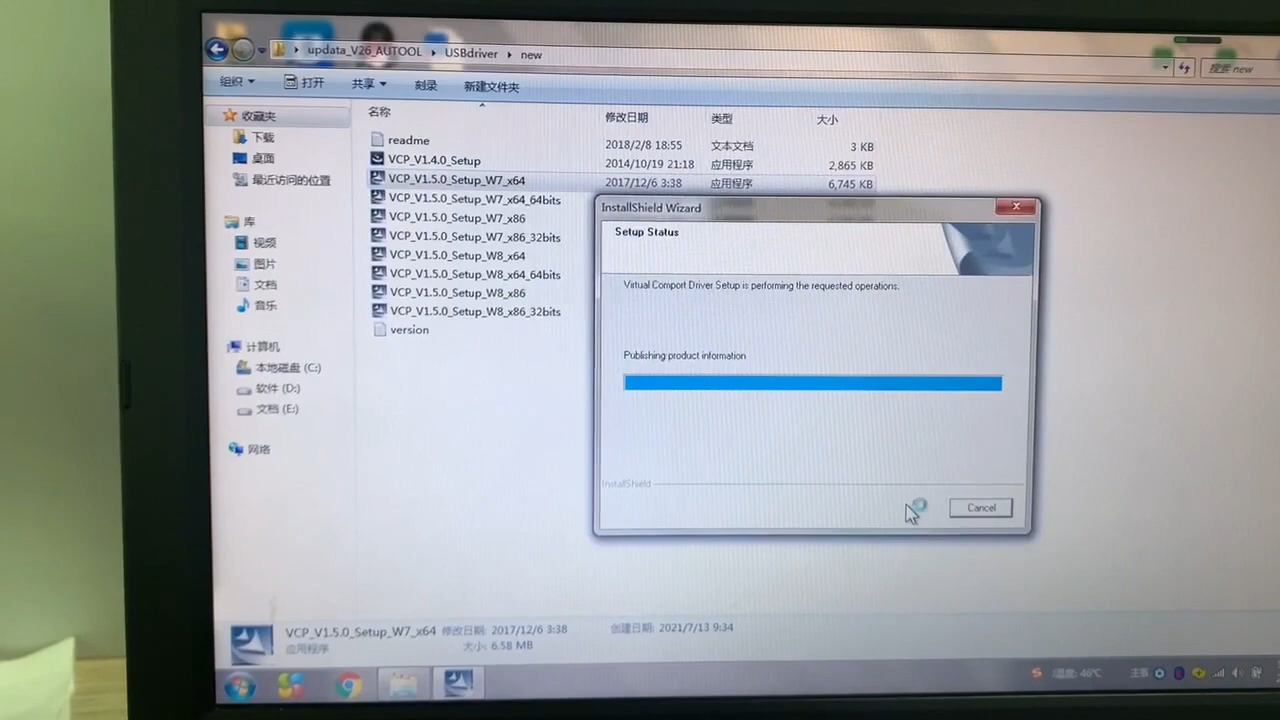 updata_V26_AUTOOL ▸ USBdriver ▸ new
搜索 new
组织 打开 共享 刻录 新建文件夹
名称 修改日期 类型 大小
收藏夹
下载
桌面
最近访问的位置
库
视频
图片
文档
音乐
计算机
本地磁盘 (C:)
软件 (D:)
文档 (E:)
网络
readme 2018/2/8 18:55 文本文档 3 KB
VCP_V1.4.0_Setup 2014/10/19 21:18 应用程序 2,865 KB
VCP_V1.5.0_Setup_W7_x64 2017/12/6 3:38 应用程序 6,745 KB
VCP_V1.5.0_Setup_W7_x64_64bits
VCP_V1.5.0_Setup_W7_x86
VCP_V1.5.0_Setup_W7_x86_32bits
VCP_V1.5.0_Setup_W8_x64
VCP_V1.5.0_Setup_W8_x64_64bits
VCP_V1.5.0_Setup_W8_x86
VCP_V1.5.0_Setup_W8_x86_32bits
version
InstallShield Wizard
Setup Status
Virtual Comport Driver Setup is performing the requested operations.
Publishing product information
InstallShield
Cancel
VCP_V1.5.0_Setup_W7_x64 修改日期: 2017/12/6 3:38 创建日期: 2021/7/13 9:34
应用程序 大小: 6.58 MB
温度: 46℃